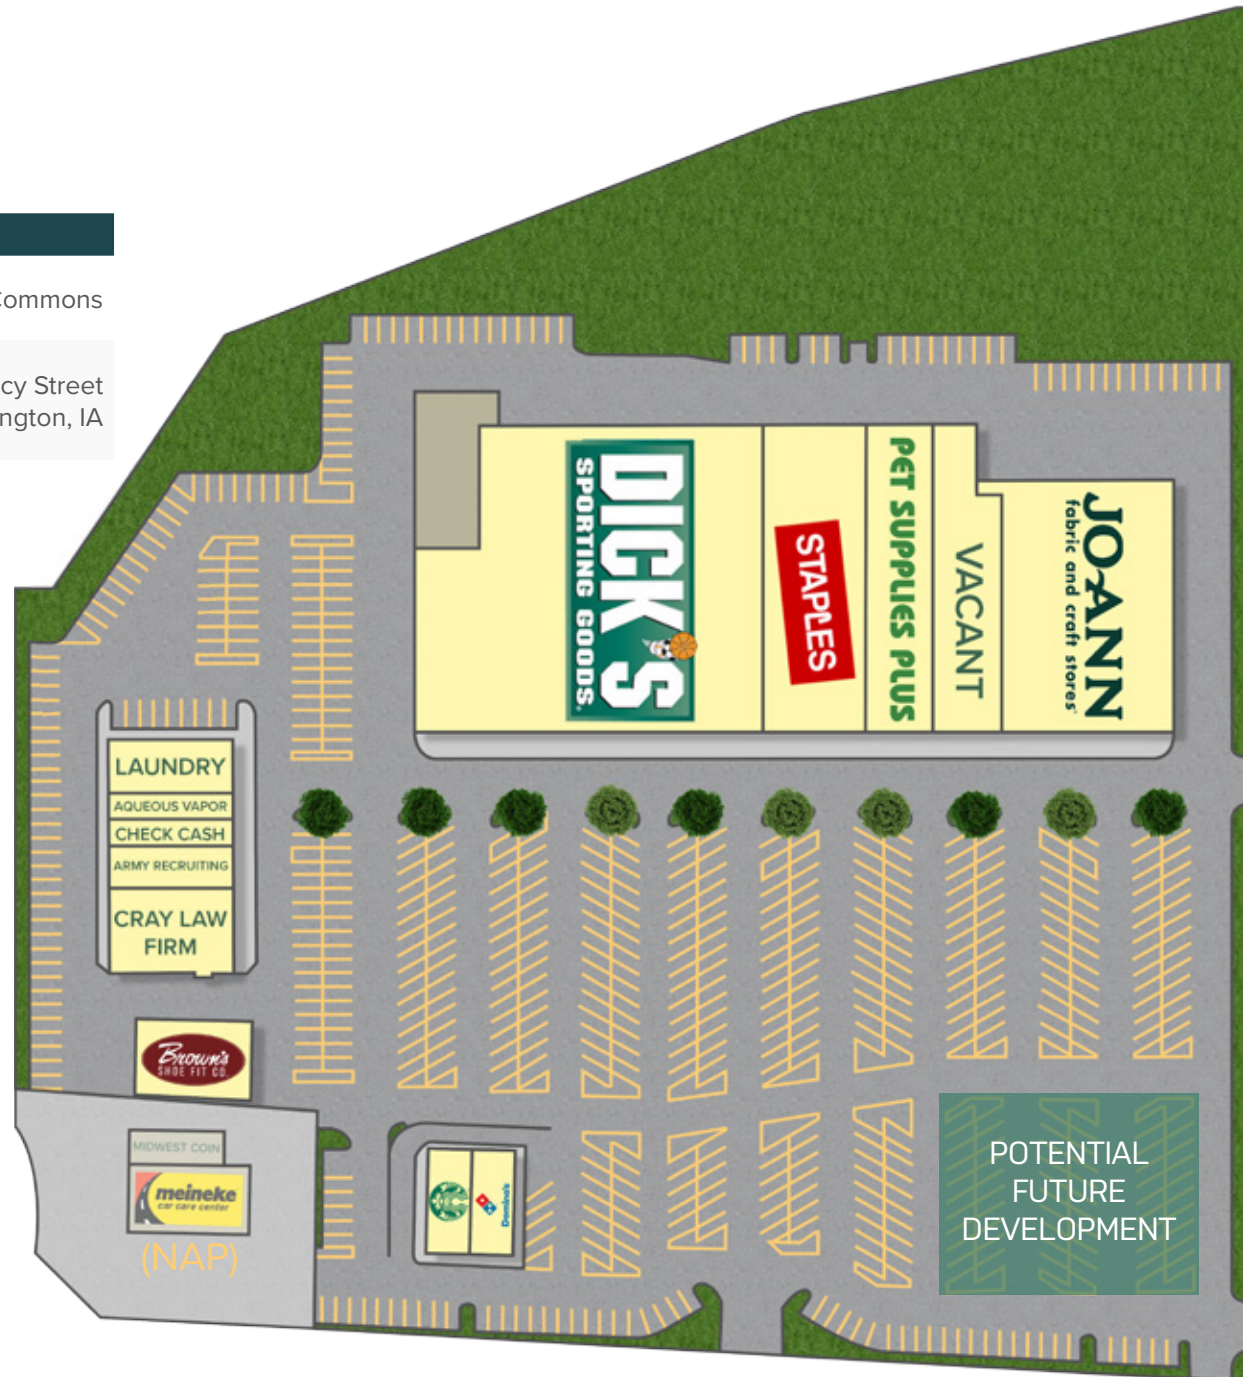 Commons
cy Street
ngton, IA
DICK'S
SPORTING GOODS
STAPLES
PET SUPPLIES PLUS
VACANT
JO-ANN
fabric and craft stores
LAUNDRY
AQUEOUS VAPOR
CHECK CASH
ARMY RECRUITING
CRAY LAW
FIRM
Brown's
SHOE FIT CO.
MIDWEST COIN
meineke
car care center
(NAP)
Domino's
POTENTIAL
FUTURE
DEVELOPMENT